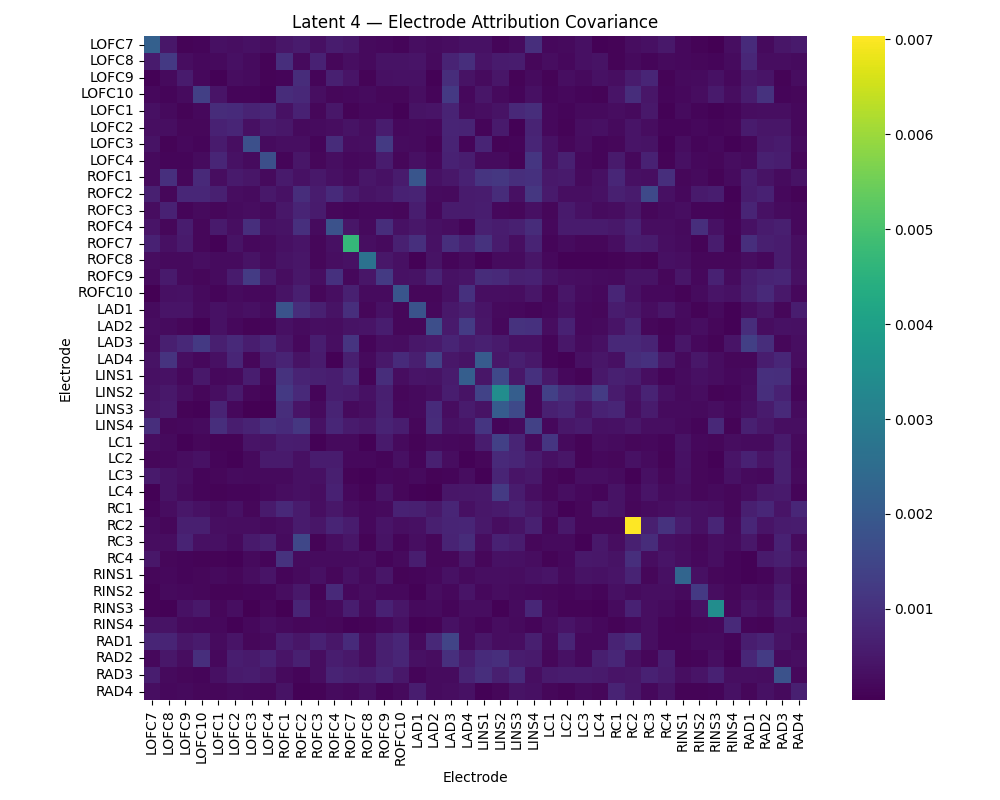 Latent 4 — Electrode Attribution Covariance
Electrode
LOFC7
LOFC8
LOFC9
LOFC10
LOFC1
LOFC2
LOFC3
LOFC4
ROFC1
ROFC2
ROFC3
ROFC4
ROFC7
ROFC8
ROFC9
ROFC10
LAD1
LAD2
LAD3
LAD4
LINS1
LINS2
LINS3
LINS4
LC1
LC2
LC3
LC4
RC1
RC2
RC3
RC4
RINS1
RINS2
RINS3
RINS4
RAD1
RAD2
RAD3
RAD4
LOFC7 LOFC8 LOFC9 LOFC10 LOFC1 LOFC2 LOFC3 LOFC4 ROFC1 ROFC2 ROFC3 ROFC4 ROFC7 ROFC8 ROFC9 ROFC10 LAD1 LAD2 LAD3 LAD4 LINS1 LINS2 LINS3 LINS4 LC1 LC2 LC3 LC4 RC1 RC2 RC3 RC4 RINS1 RINS2 RINS3 RINS4 RAD1 RAD2 RAD3 RAD4
Electrode
0.007
0.006
0.005
0.004
0.003
0.002
0.001